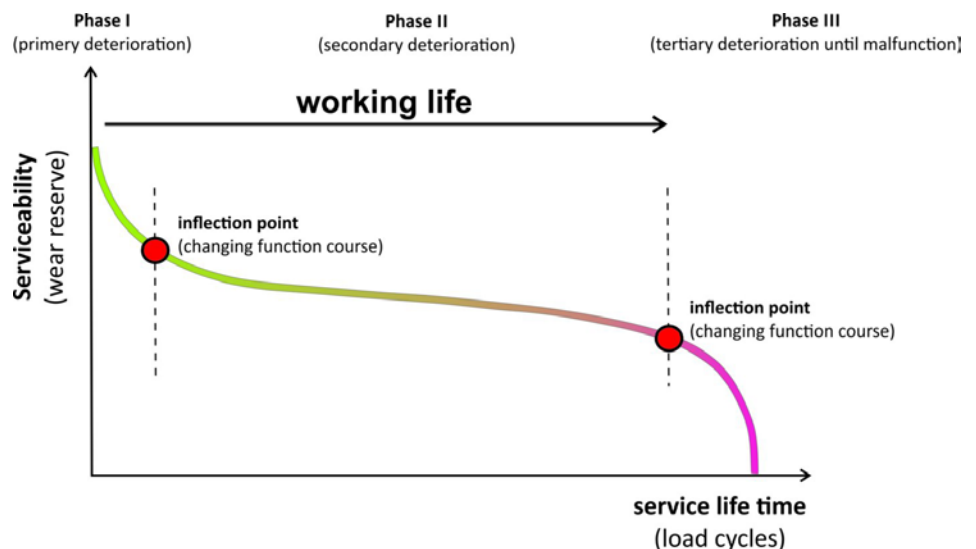 Phase I
(primery deterioration)
Phase II
(secondary deterioration)
Phase III
(tertiary deterioration until malfunction)
working life
Serviceability
(wear reserve)
inflection point
(changing function course)
inflection point
(changing function course)
service life time
(load cycles)